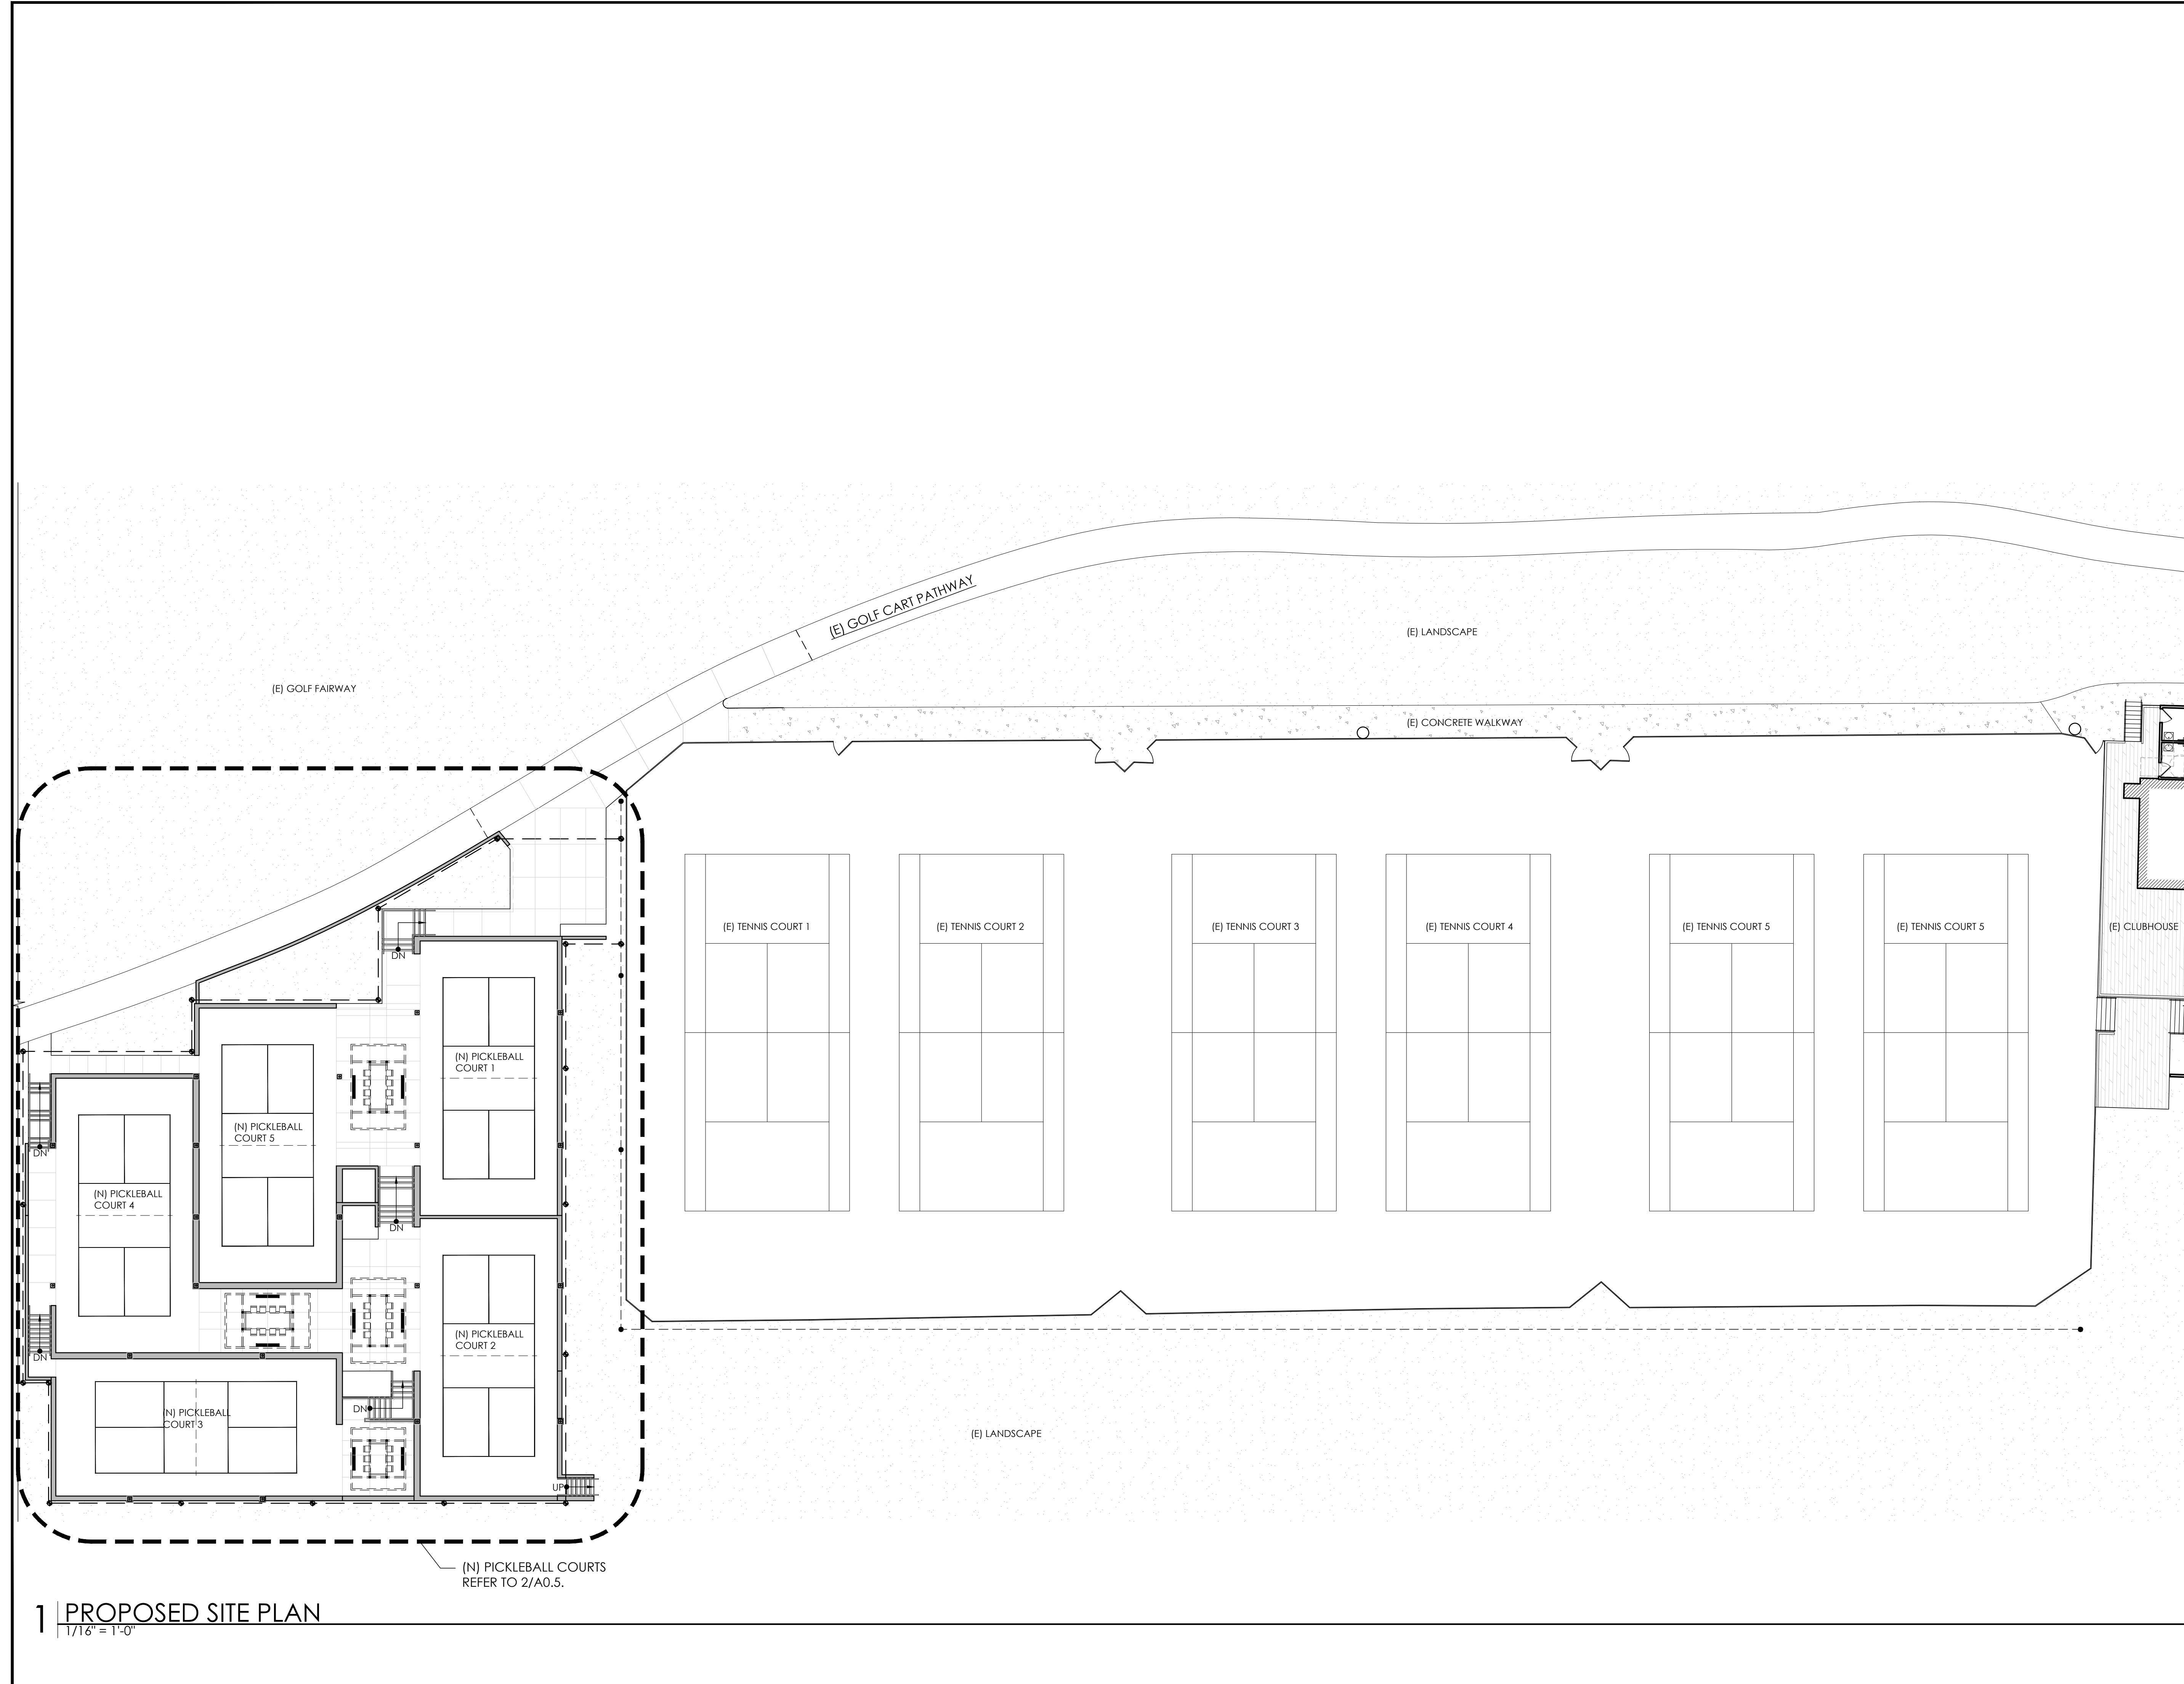 (E) GOLF CART PATHWAY
(E) LANDSCAPE
(E) GOLF FAIRWAY
(E) CONCRETE WALKWAY
(E) TENNIS COURT 1
(E) TENNIS COURT 2
(E) TENNIS COURT 3
(E) TENNIS COURT 4
(E) TENNIS COURT 5
(E) TENNIS COURT 5
(E) CLUBHOUSE
DN
(N) PICKLEBALL
COURT 1
(N) PICKLEBALL
COURT 5
DN
(N) PICKLEBALL
COURT 4
DN
(N) PICKLEBALL
COURT 2
DN
DN
(N) PICKLEBALL
COURT 3
(E) LANDSCAPE
UP
(N) PICKLEBALL COURTS
REFER TO 2/A0.5.
1
PROPOSED SITE PLAN
1/16" = 1'-0"